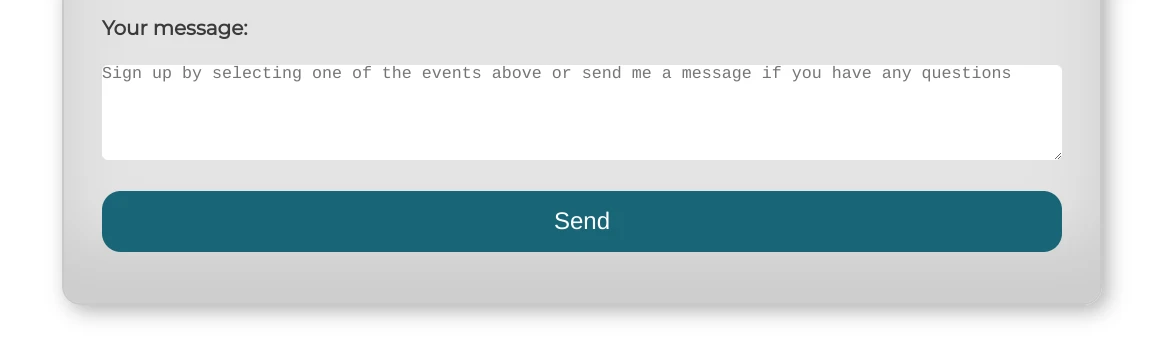 Your message:
Sign up by selecting one of the events above or send me a message if you have any questions
Send